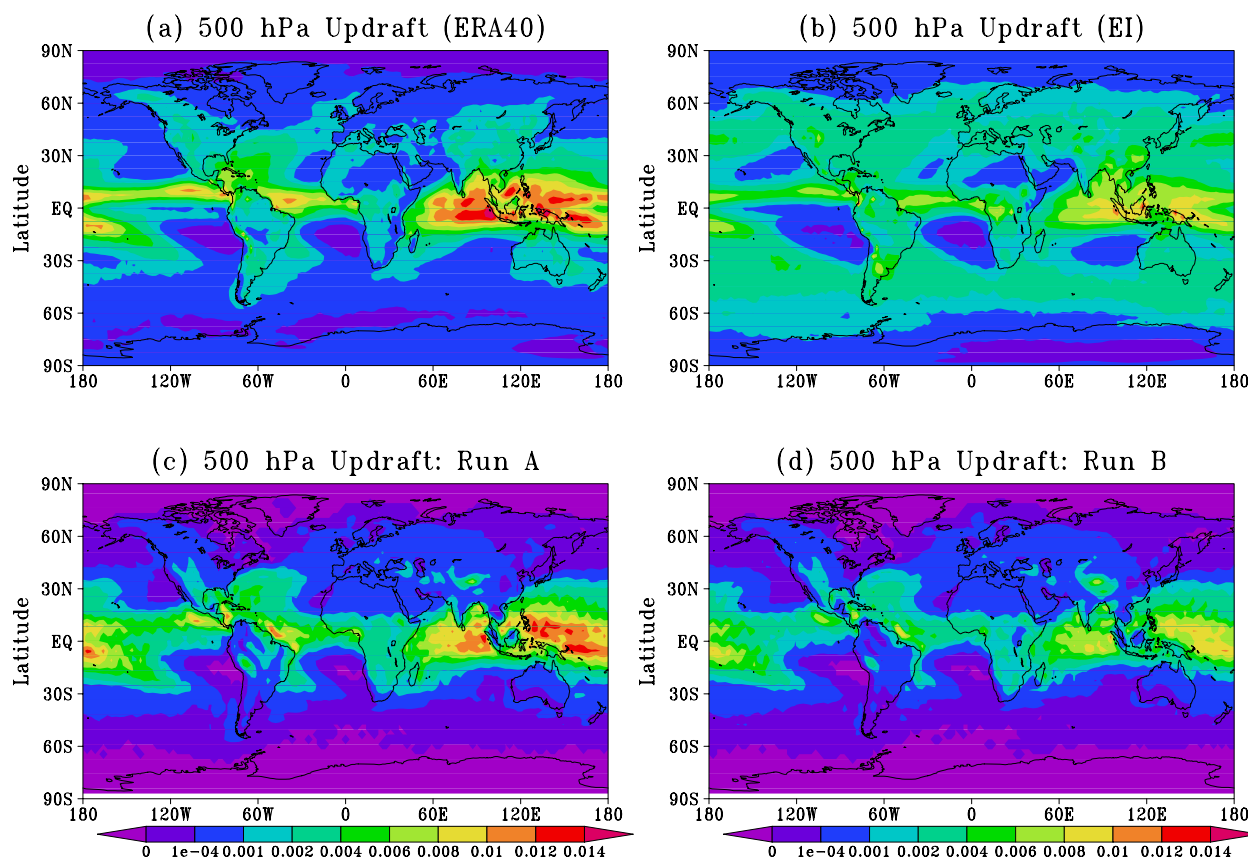 (a) 500 hPa Updraft (ERA40)
(b) 500 hPa Updraft (EI)
90N
60N
30N
EQ
30S
60S
90S
Latitude
180 120W 60W 0 60E 120E 180
90N
60N
30N
EQ
30S
60S
90S
Latitude
180 120W 60W 0 60E 120E 180
(c) 500 hPa Updraft: Run A
(d) 500 hPa Updraft: Run B
90N
60N
30N
EQ
30S
60S
90S
Latitude
180 120W 60W 0 60E 120E 180
0 1e-04 0.001 0.002 0.004 0.006 0.008 0.01 0.012 0.014
90N
60N
30N
EQ
30S
60S
90S
Latitude
180 120W 60W 0 60E 120E 180
0 1e-04 0.001 0.002 0.004 0.006 0.008 0.01 0.012 0.014